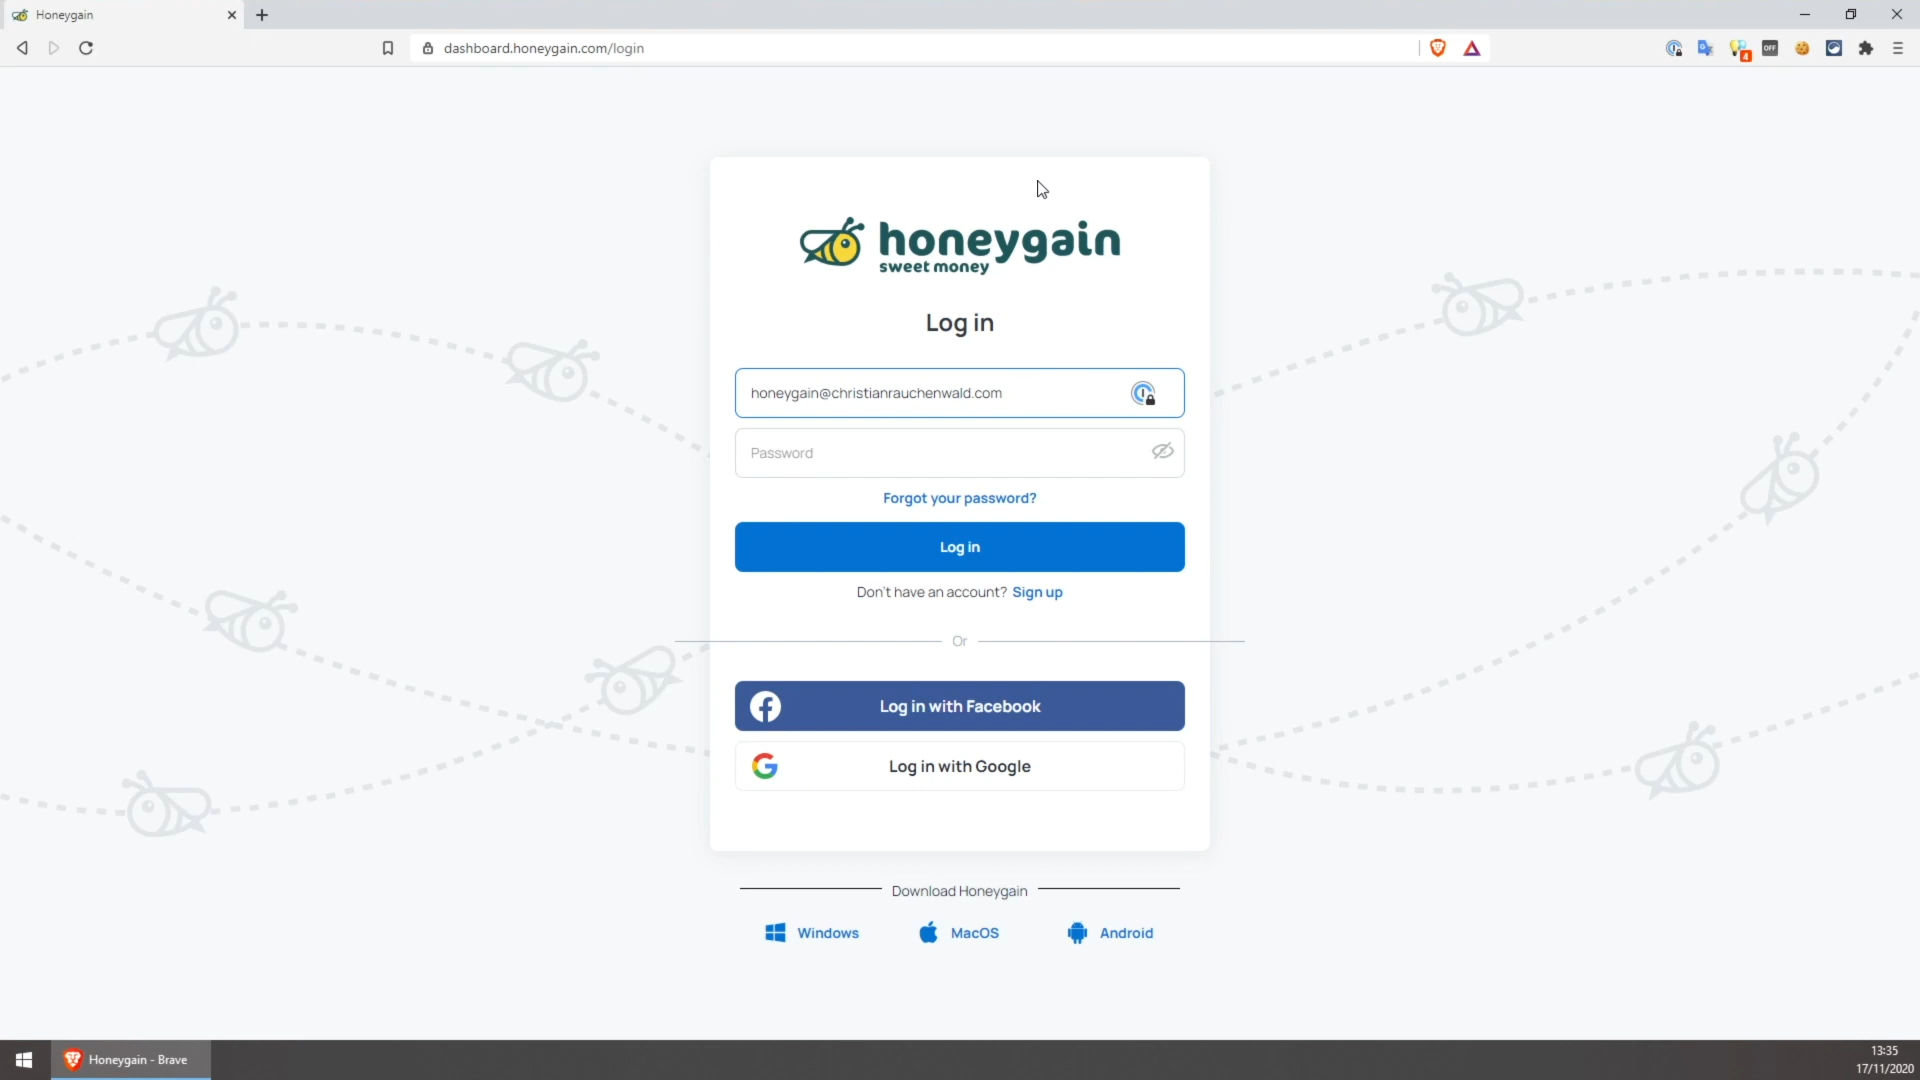 Honeygain
dashboard.honeygain.com/login
4
OFF
honeygain
sweet money
Log in
honeygain@christianrauchenwald.com
Password
Forgot your password?
Log in
Don't have an account? Sign up
Or
Log in with Facebook
Log in with Google
Download Honeygain
Windows
MacOS
Android
Honeygain - Brave
13:35
17/11/2020